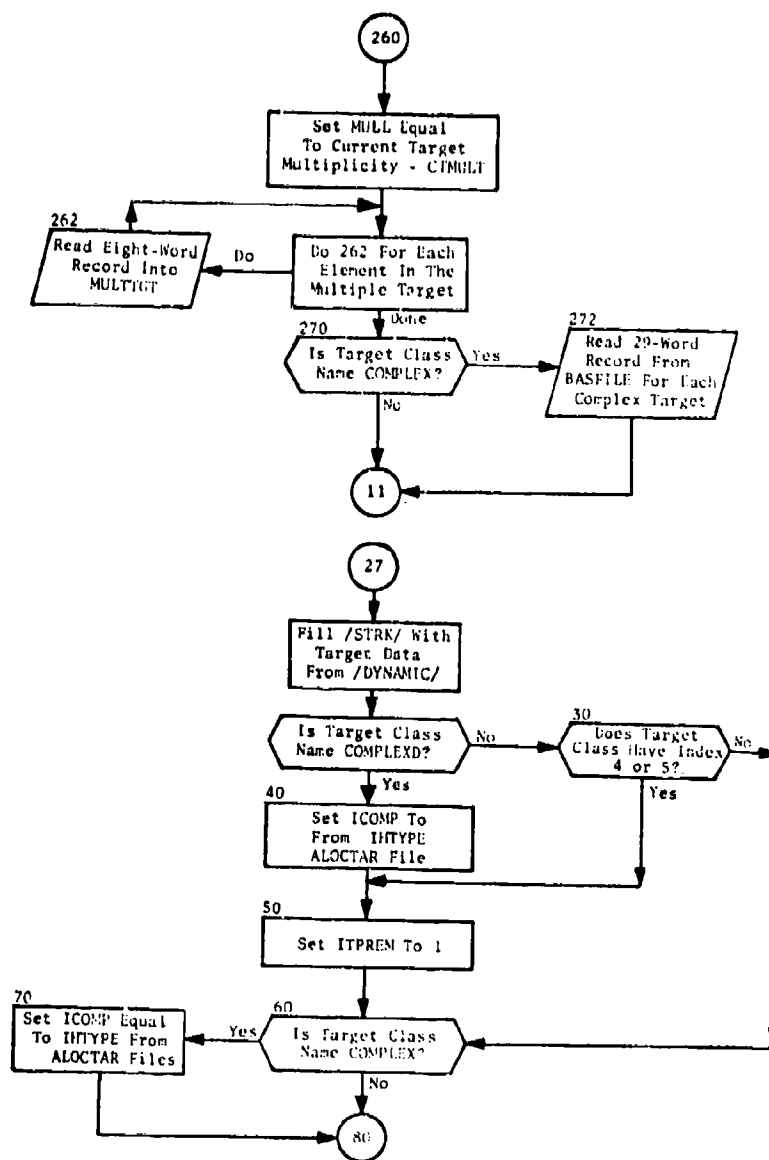 260
Set MULL Equal
To Current Target
Multiplicity - CTMULT
262
Read Eight-Word
Record Into
MULTTGT
Do
Do 262 For Each
Element In The
Multiple Target
Done
270
Is Target Class
Name COMPLEX?
Yes
No
272
Read 29-Word
Record From
BASFILE For Each
Complex Target
11
27
Fill /STRK/ With
Target Data
From /DYNAMIC/
Is Target Class
Name COMPLEXD?
No
Yes
30
Does Target
Class Have Index
4 or 5?
No
Yes
40
Set ICOMP To
From IHTYPE
ALOCTAR File
50
Set ITPREM To 1
60
Is Target Class
Name COMPLEX?
Yes
No
70
Set ICOMP Equal
To IHTYPE From
ALOCTAR Files
80